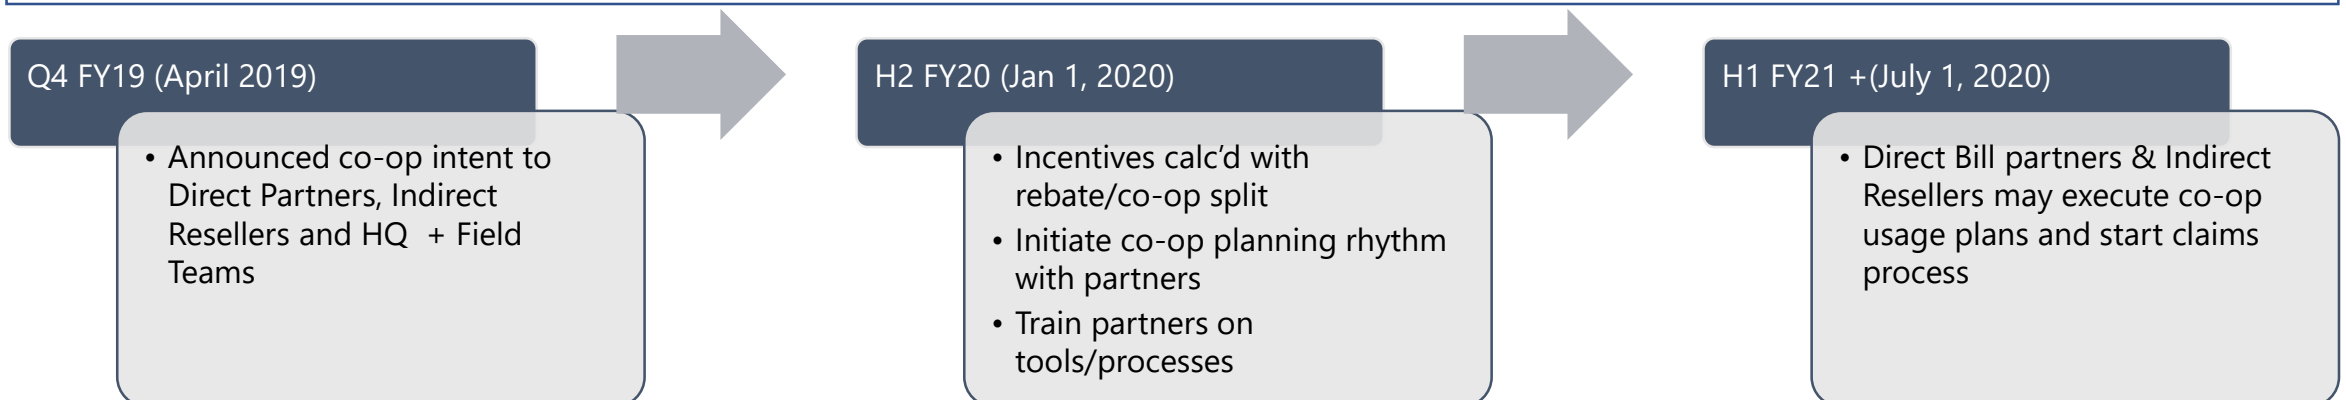 Q4 FY19 (April 2019)
• Announced co-op intent to
Direct Partners, Indirect
Resellers and HQ  + Field
Teams
H2 FY20 (Jan 1, 2020)
• Incentives calc’d with
rebate/co-op split
• Initiate co-op planning rhythm
with partners
• Train partners on
tools/processes
H1 FY21 +(July 1, 2020)
• Direct Bill partners & Indirect
Resellers may execute co-op
usage plans and start claims
process